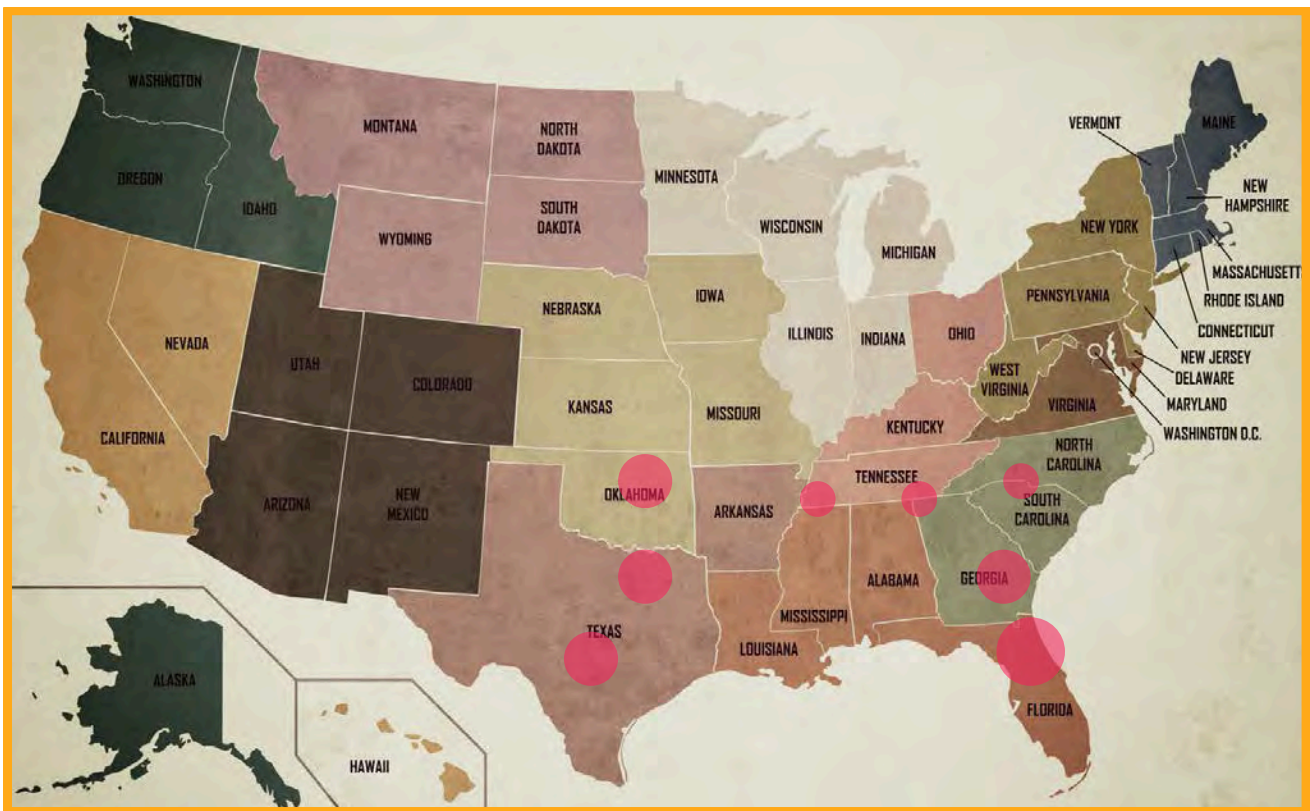 WASHINGTON
MONTANA
NORTH
DAKOTA
MINNESOTA
VERMONT
MAINE
OREGON
IDAHO
SOUTH
DAKOTA
WYOMING
WISCONSIN
MICHIGAN
NEW YORK
NEW
HAMPSHIRE
MASSACHUSETT
RHODE ISLAND
CONNECTICUT
NEW JERSEY
DELAWARE
MARYLAND
WASHINGTON D.C.
NEBRASKA
IOWA
ILLINOIS
INDIANA
OHIO
PENNSYLVANIA
NEVADA
UTAH
COLORADO
KANSAS
MISSOURI
WEST
VIRGINIA
VIRGINIA
KENTUCKY
CALIFORNIA
ARIZONA
NEW
MEXICO
OKLAHOMA
ARKANSAS
TENNESSEE
NORTH
CAROLINA
SOUTH
CAROLINA
TEXAS
LOUISIANA
MISSISSIPPI
ALABAMA
GEORGIA
FLORIDA
ALASKA
HAWAII